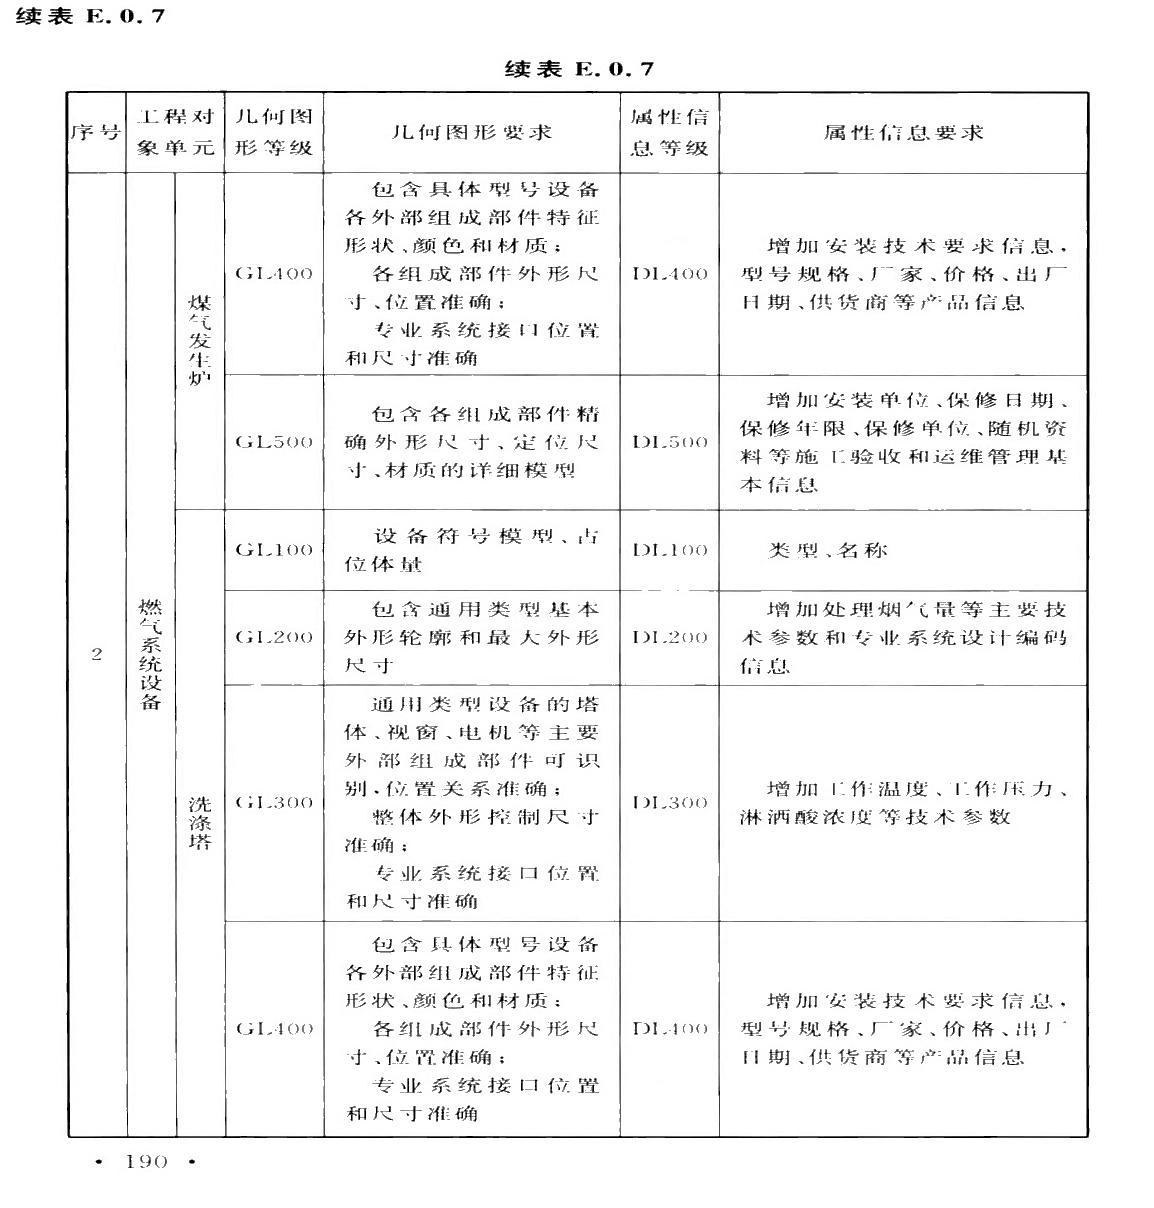 续表 E.0.7
续表 E.0.7
序号
工程对
象单元
几何图
形等级
几何图形要求
属性信
息等级
属性信息要求
2
燃气系统设备
煤气发生炉
GL400
包含具体型号设备
各外部组成部件特征
形状、颜色和材质；
各组成部件外形尺
寸、位置准确；
专业系统接口位置
和尺寸准确
DL400
增加安装技术要求信息，
型号规格、厂家、价格、出厂
日期、供货商等产品信息
GL500
包含各组成部件精
确外形尺寸、定位尺
寸、材质的详细模型
DL500
增加安装单位、保修日期、
保修年限、保修单位、随机资
料等施工验收和运维管理基
本信息
洗涤塔
GL100
设备符号模型、占
位体量
DL100
类型、名称
GL200
包含通用类型基本
外形轮廓和最大外形
尺寸
DL200
增加处理烟气量等主要技
术参数和专业系统设计编码
信息
GL300
通用类型设备的塔
体、视窗、电机等主要
外部组成部件可识
别，位置关系准确；
整体外形控制尺寸
准确；
专业系统接口位置
和尺寸准确
DL300
增加工作温度、工作压力、
淋洒酸浓度等技术参数
GL400
包含具体型号设备
各外部组成部件特征
形状、颜色和材质；
各组成部件外形尺
寸、位置准确；
专业系统接口位置
和尺寸准确
DL400
增加安装技术要求信息，
型号规格、厂家、价格、出厂
日期、供货商等产品信息
· 190 ·